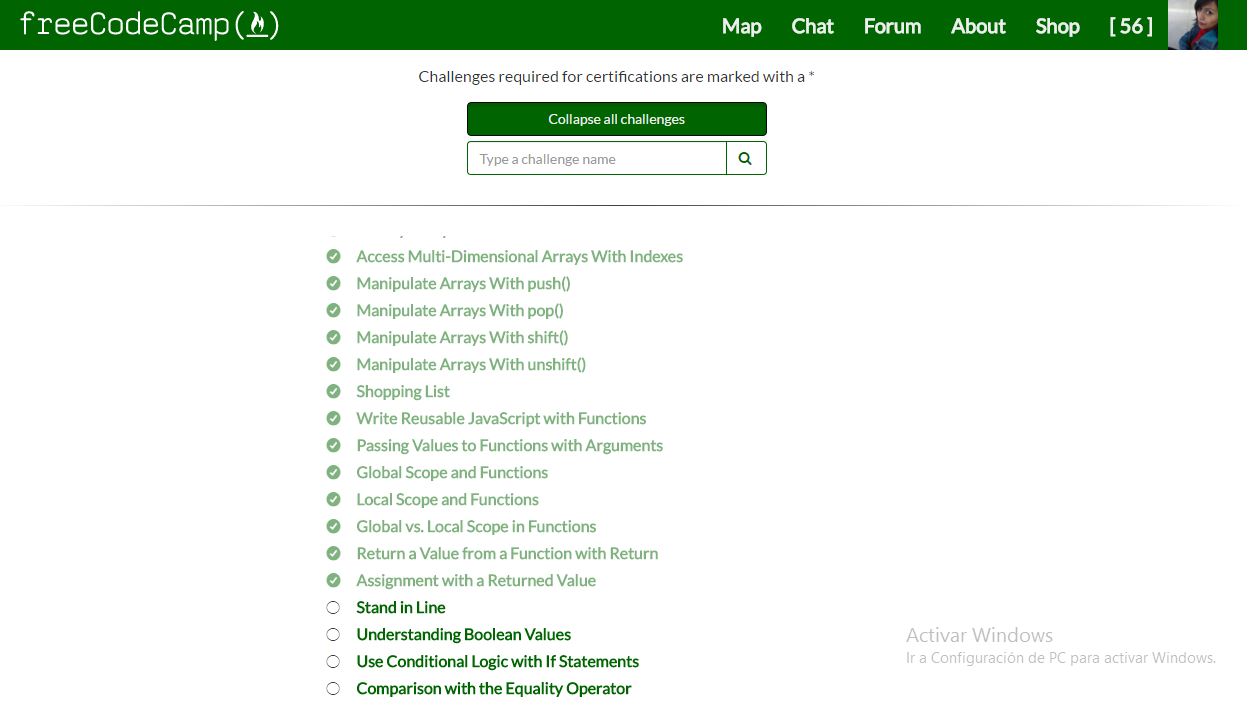 freeCodeCamp(🔥)
Map Chat Forum About Shop [ 56 ]
Challenges required for certifications are marked with a *
Collapse all challenges
Type a challenge name
Access Multi-Dimensional Arrays With Indexes
Manipulate Arrays With push()
Manipulate Arrays With pop()
Manipulate Arrays With shift()
Manipulate Arrays With unshift()
Shopping List
Write Reusable JavaScript with Functions
Passing Values to Functions with Arguments
Global Scope and Functions
Local Scope and Functions
Global vs. Local Scope in Functions
Return a Value from a Function with Return
Assignment with a Returned Value
Stand in Line
Understanding Boolean Values
Use Conditional Logic with If Statements
Comparison with the Equality Operator
Activar Windows
Ir a Configuración de PC para activar Windows.